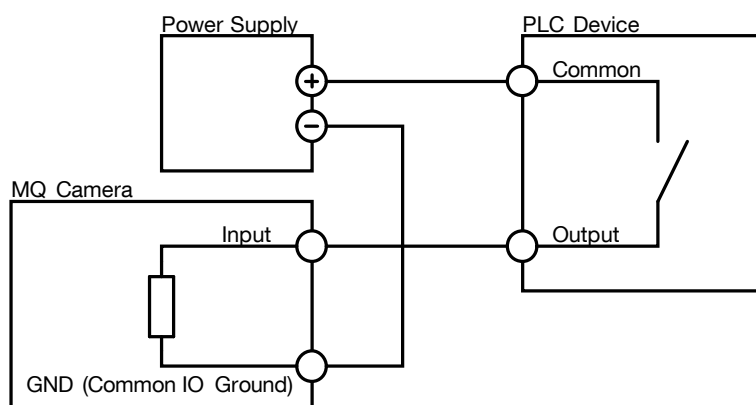 Power Supply
PLC Device
+
Common
−
MQ Camera
Input
Output
GND (Common IO Ground)